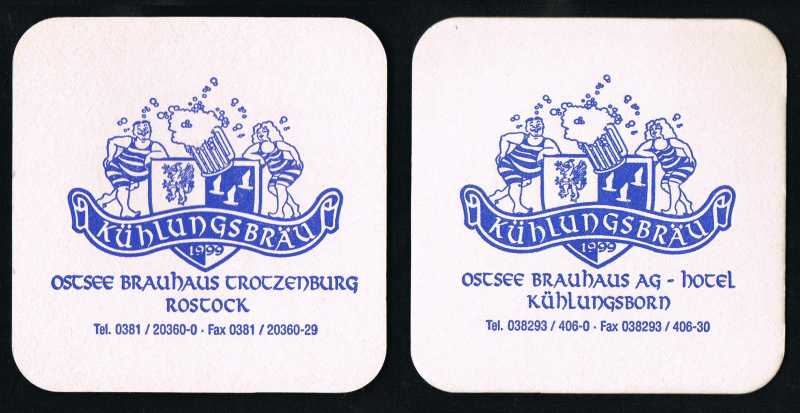 KÜHLUNGSBRÄU
1999
OSTSEE BRAUHAUS TROTZENBURG
ROSTOCK
Tel. 0381 / 20360-0 · Fax 0381 / 20360-29
KÜHLUNGSBRÄU
1999
OSTSEE BRAUHAUS AG - HOTEL
KÜHLUNGSBORN
Tel. 038293 / 406-0 · Fax 038293 / 406-30